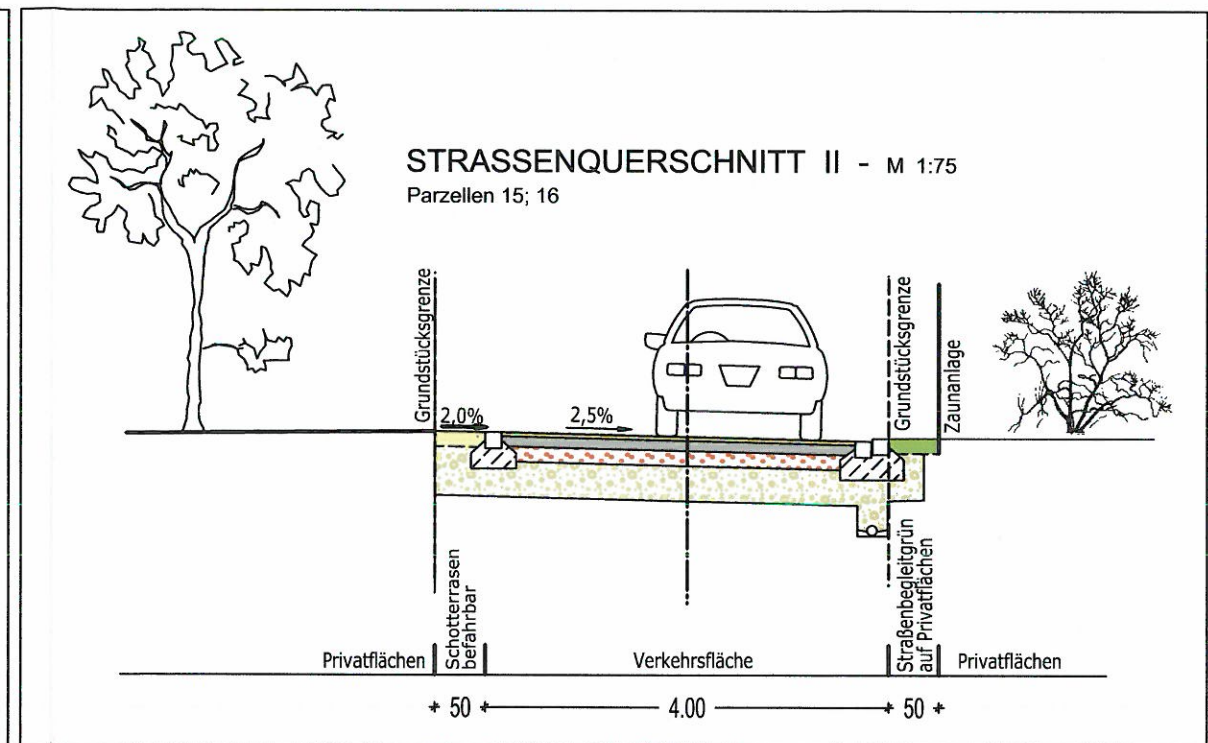 STRASSENQUERSCHNITT II - M 1:75
Parzellen 15; 16
Grundstücksgrenze
2,0%
2,5%
Grundstücksgrenze
Zaunanlage
Privatflächen
Schotterrasen
befahrbar
Verkehrsfläche
Straßenbegleitgrün
auf Privatflächen
Privatflächen
50
4.00
50